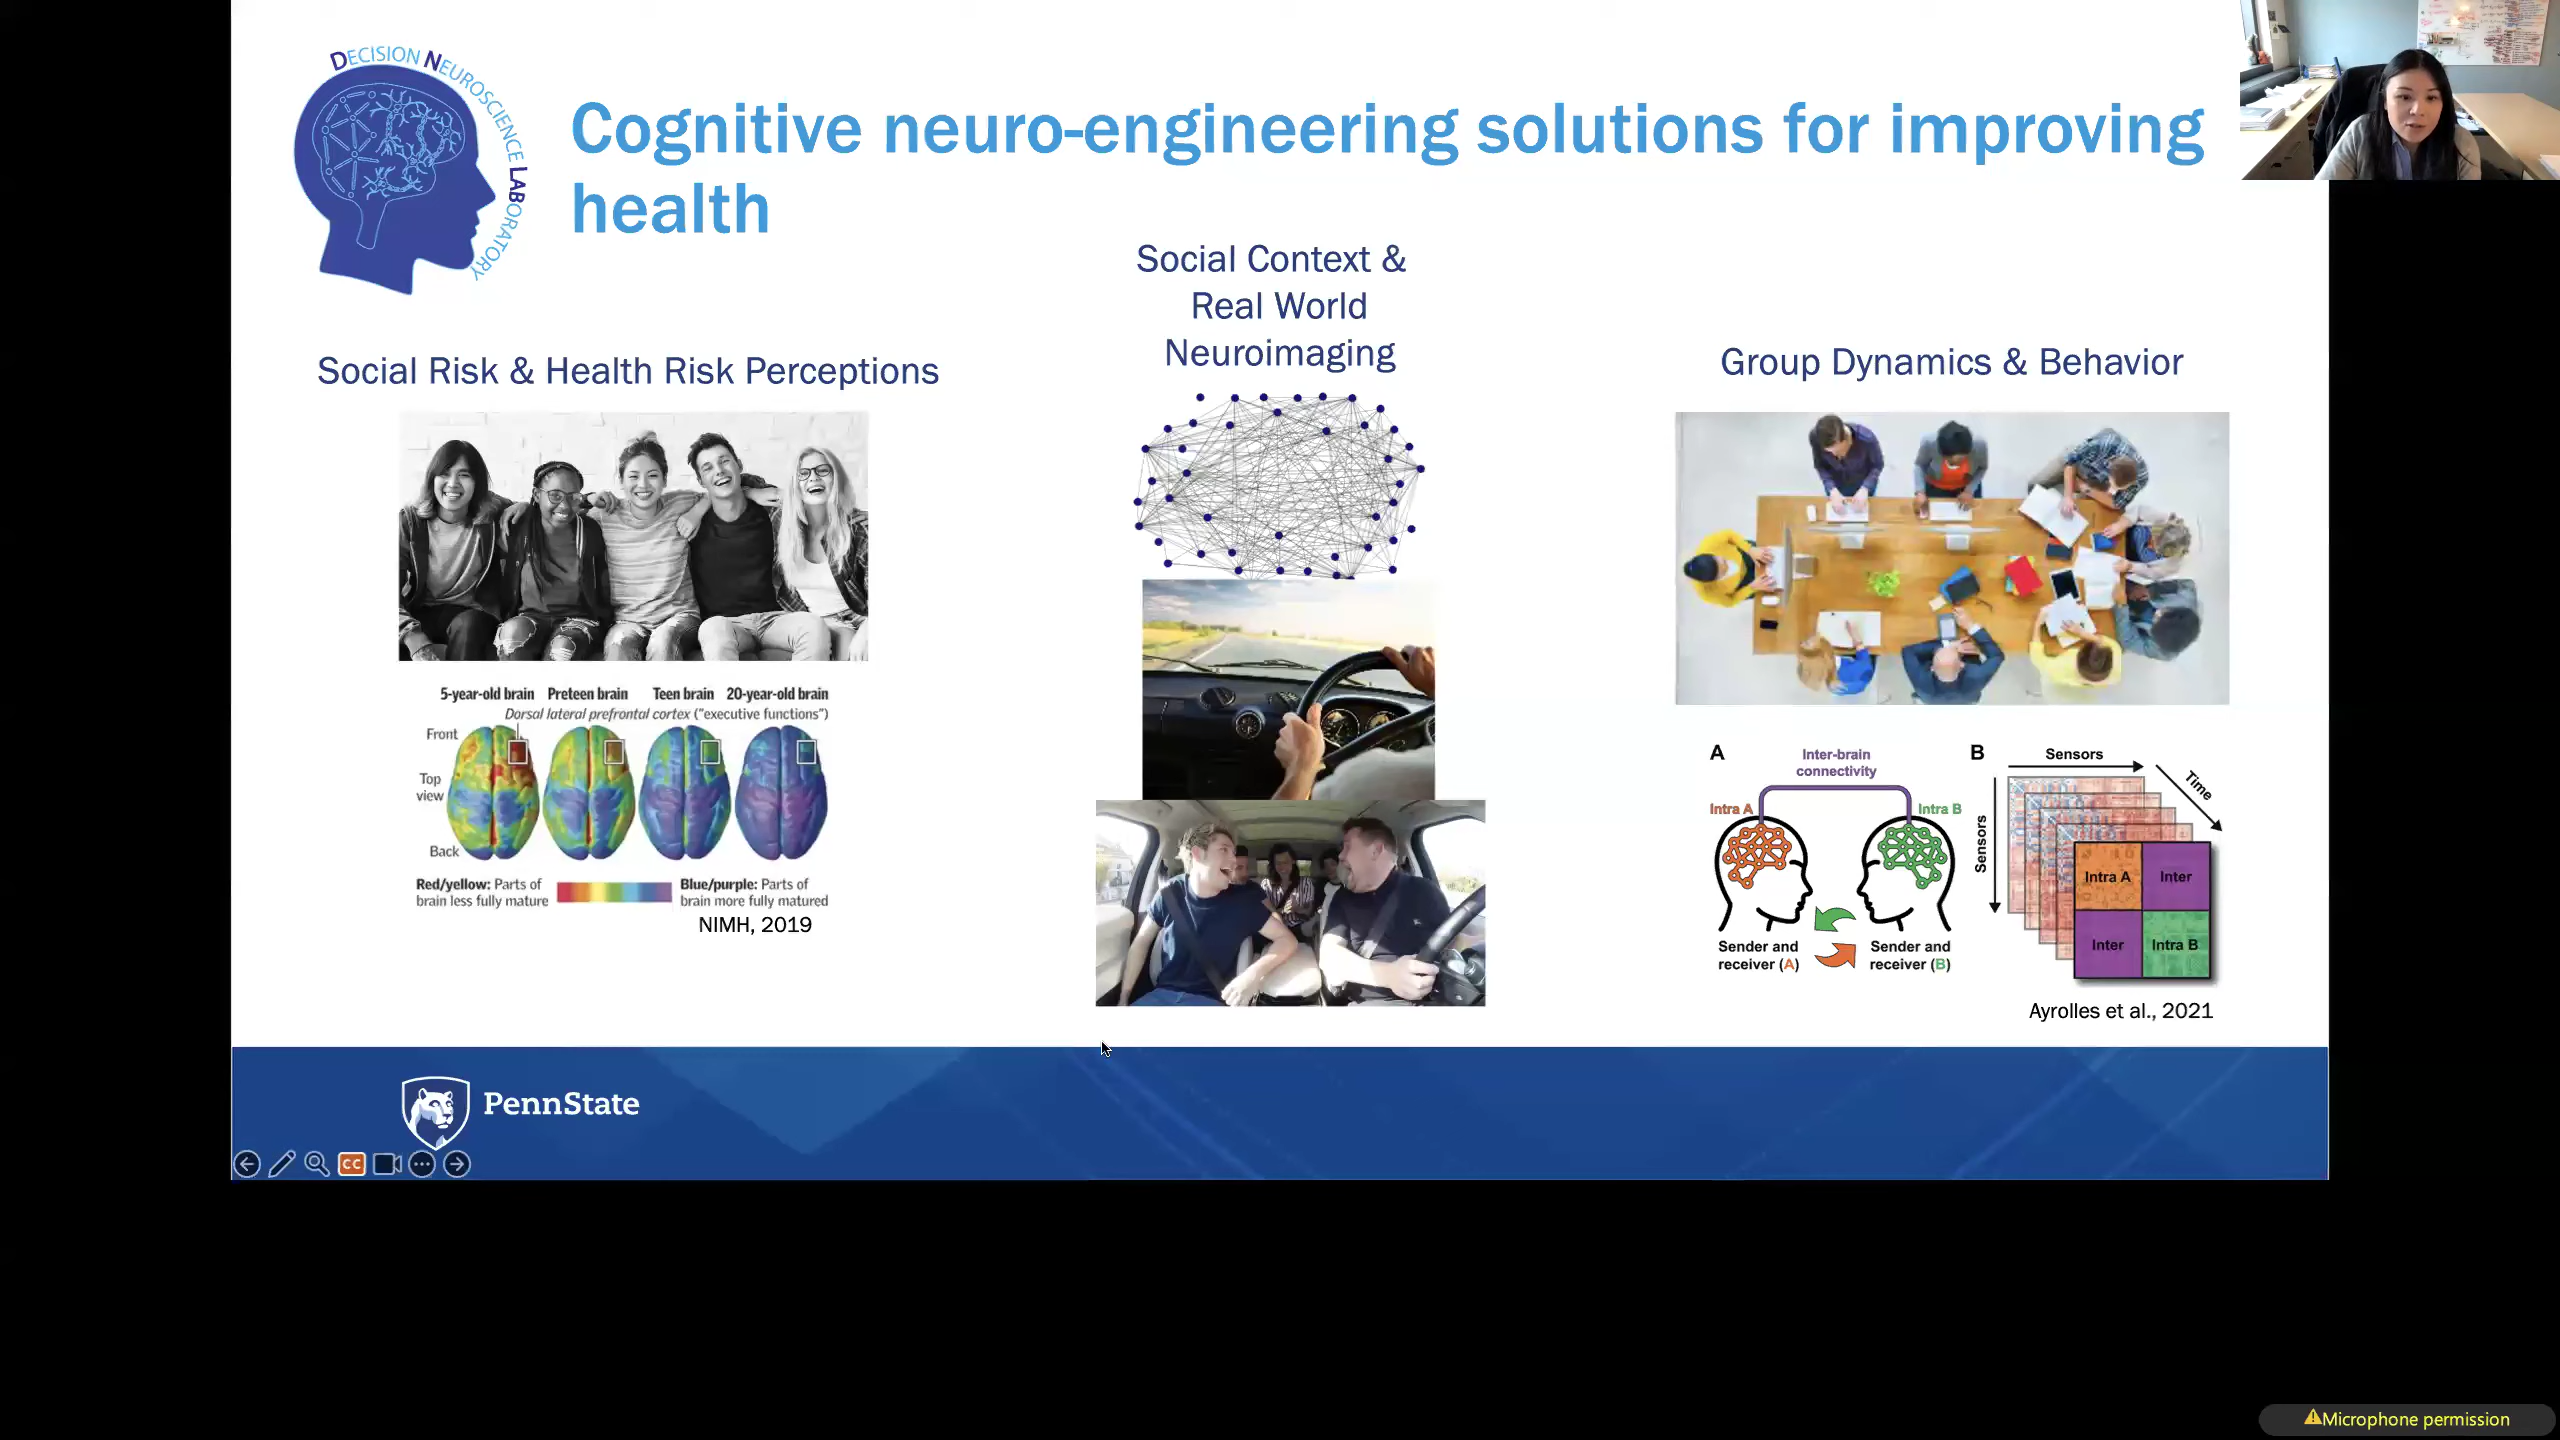 DECISION NEUROSCIENCE LABORATORY
Cognitive neuro-engineering solutions for improving
health
Social Risk & Health Risk Perceptions
5-year-old brain Preteen brain Teen brain 20-year-old brain
Dorsal lateral prefrontal cortex ("executive functions")
Front
Top
view
Back
Red/yellow: Parts of
brain less fully mature
Blue/purple: Parts of
brain more fully matured
NIMH, 2019
Social Context &
Real World
Neuroimaging
Group Dynamics & Behavior
A
Inter-brain
connectivity
Intra A
Intra B
Sender and
receiver (A)
Sender and
receiver (B)
B
Sensors
Time
Sensors
Intra A
Inter
Inter
Intra B
Ayrolles et al., 2021
PennState
CC
Microphone permission